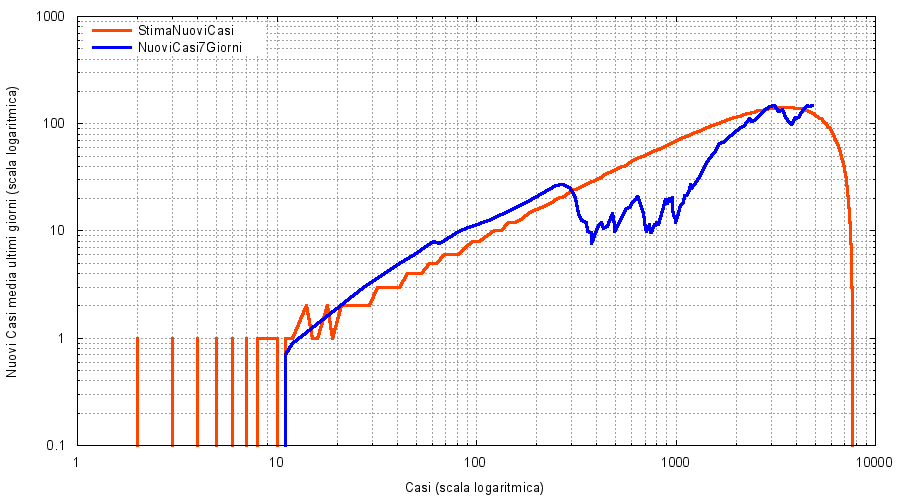 1000
StimaNuoviCasi
NuoviCasi7Giorni
100
10
1
0.1
Nuovi Casi media ultimi giorni (scala logaritmica)
1 10 100 1000 10000
Casi (scala logaritmica)